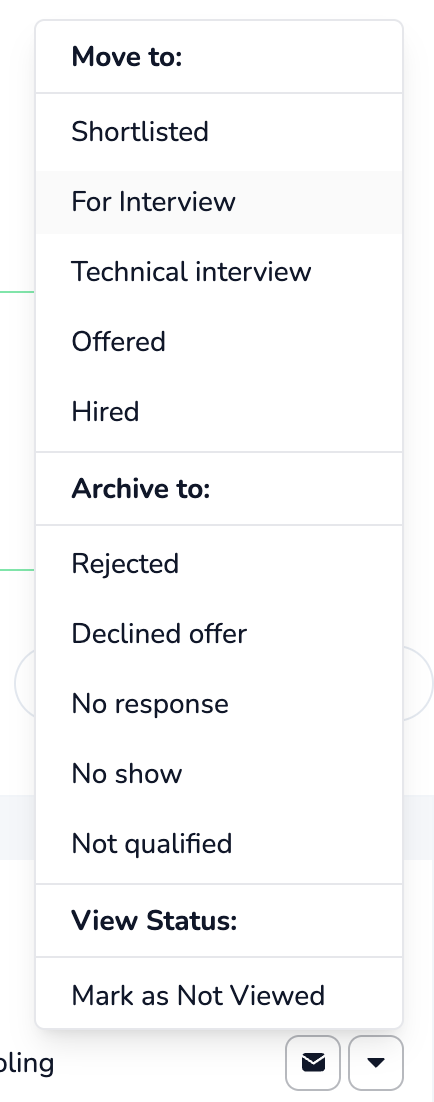 Move to:
Shortlisted
For Interview
Technical interview
Offered
Hired
Archive to:
Rejected
Declined offer
No response
No show
Not qualified
View Status:
Mark as Not Viewed